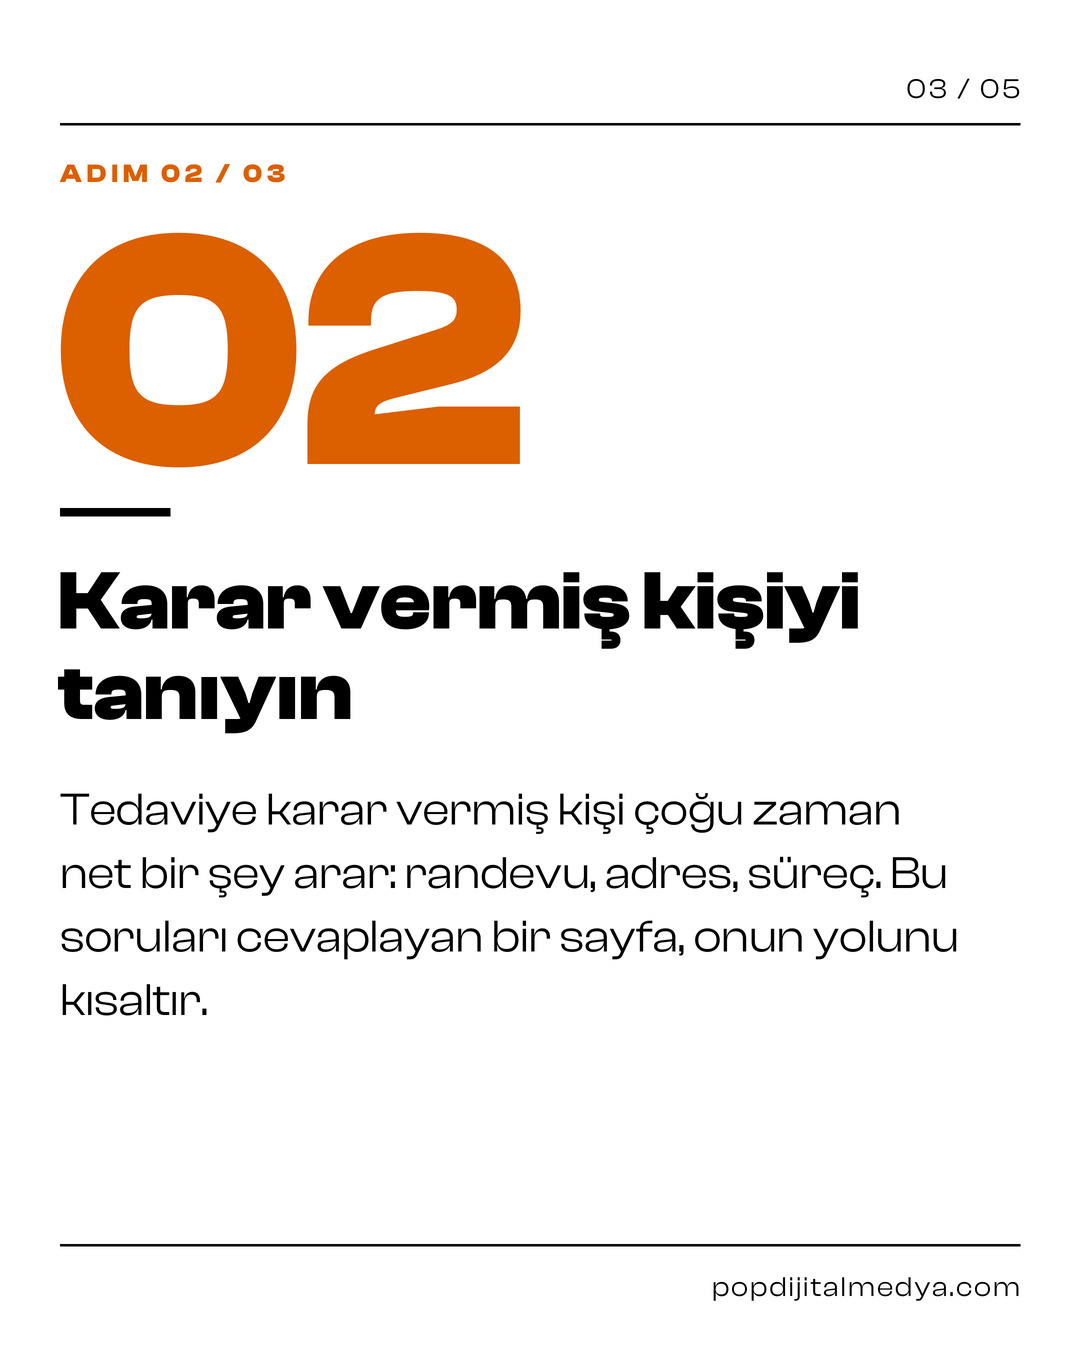 03 / 05
ADIM 02 / 03
02
Karar vermiş kişiyi
tanıyın
Tedaviye karar vermiş kişi çoğu zaman
net bir şey arar: randevu, adres, süreç. Bu
soruları cevaplayan bir sayfa, onun yolunu
kısaltır.
popdijitalmedya.com